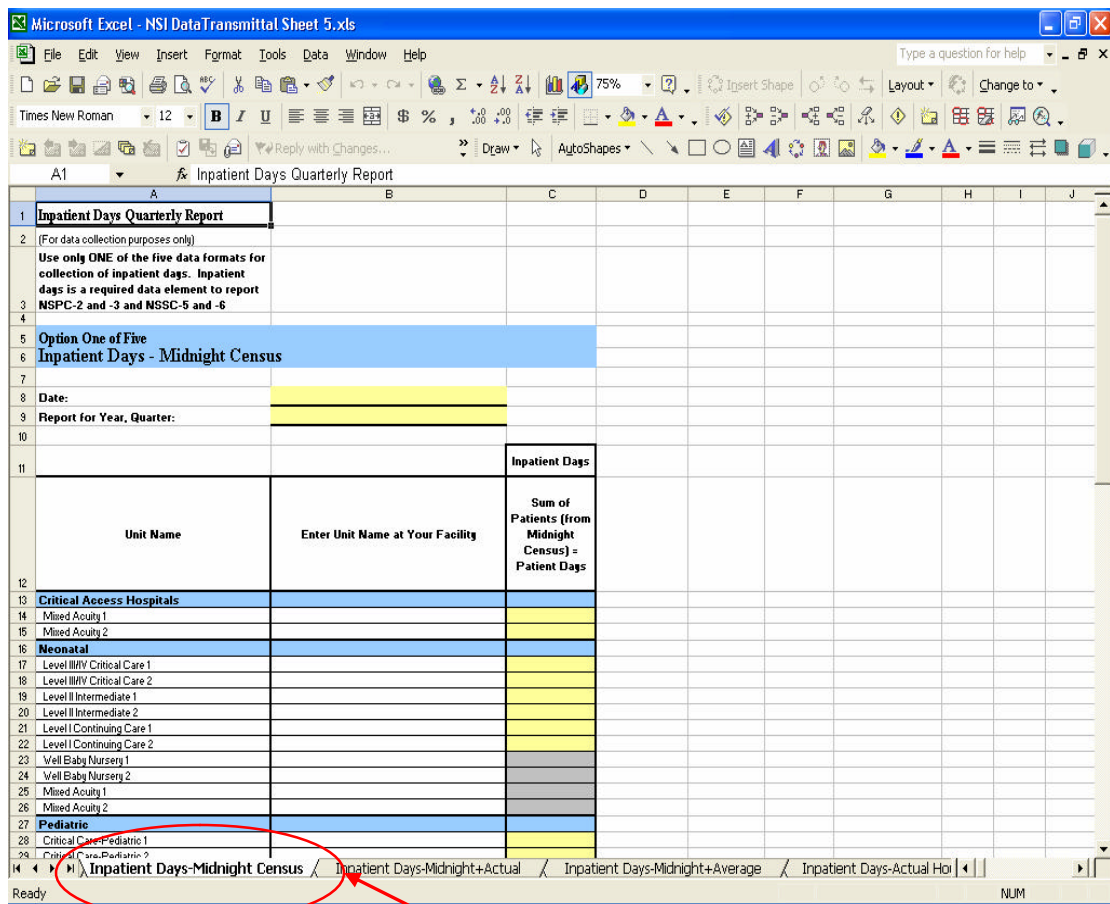 Microsoft Excel - NSI DataTransmittal Sheet 5.xls
File Edit View Insert Format Tools Data Window Help Type a question for help
75% Insert Shape Layout Change to
Times New Roman 12 B I U $ % ,
Reply with Changes... Draw AutoShapes
A1 fx Inpatient Days Quarterly Report
A B C D E F G H I J
1 Inpatient Days Quarterly Report
2 (For data collection purposes only)
Use only ONE of the five data formats for
collection of inpatient days. Inpatient
days is a required data element to report
3 NSPC-2 and -3 and NSSC-5 and -6
4
5 Option One of Five
6 Inpatient Days - Midnight Census
7
8 Date:
9 Report for Year, Quarter:
10
11 Inpatient Days
Unit Name Enter Unit Name at Your Facility Sum of
Patients (from
Midnight
Census) =
Patient Days
12
13 Critical Access Hospitals
14 Mixed Acuity 1
15 Mixed Acuity 2
16 Neonatal
17 Level III/IV Critical Care 1
18 Level III/IV Critical Care 2
19 Level II Intermediate 1
20 Level II Intermediate 2
21 Level I Continuing Care 1
22 Level I Continuing Care 2
23 Well Baby Nursery 1
24 Well Baby Nursery 2
25 Mixed Acuity 1
26 Mixed Acuity 2
27 Pediatric
28 Critical Care-Pediatric 1
29 Critical Care-Pediatric 2
Inpatient Days-Midnight Census Inpatient Days-Midnight+Actual Inpatient Days-Midnight+Average Inpatient Days-Actual Hou
Ready NUM